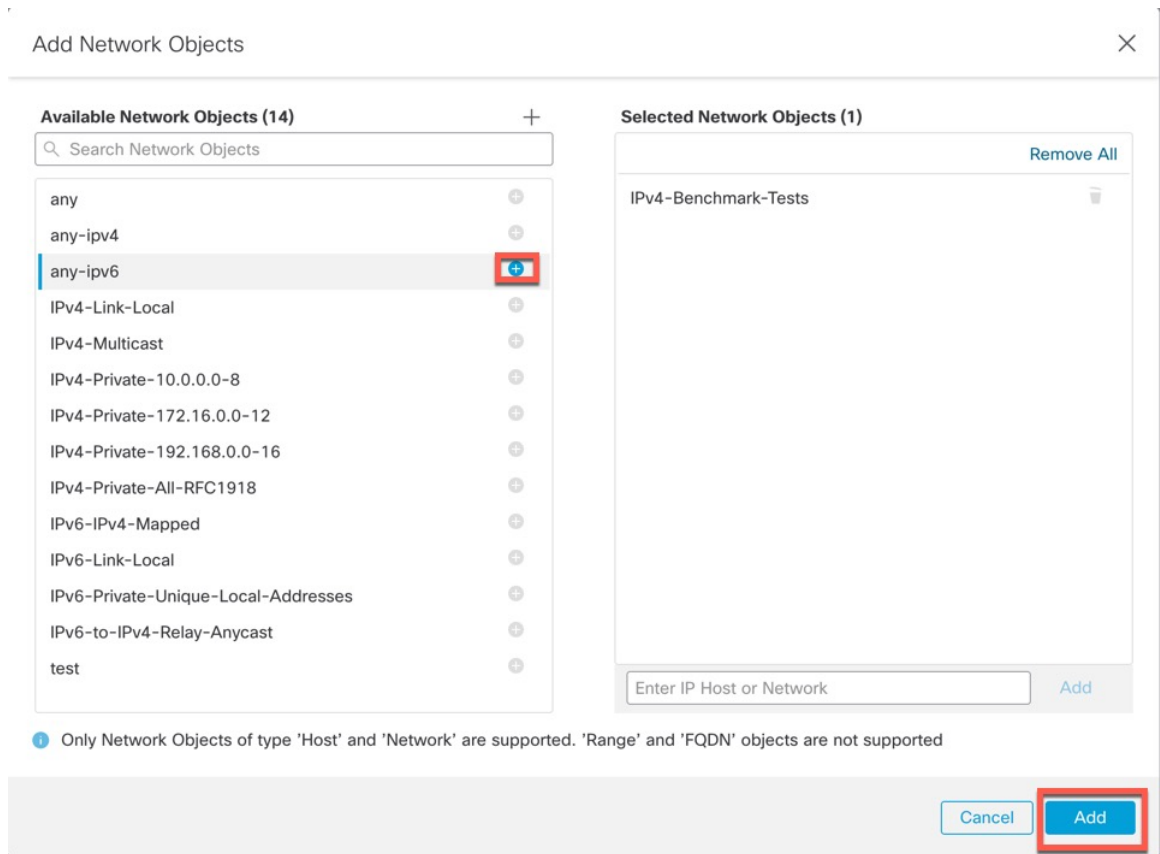 Add Network Objects
Available Network Objects (14)
Search Network Objects
any
any-ipv4
any-ipv6
IPv4-Link-Local
IPv4-Multicast
IPv4-Private-10.0.0.0-8
IPv4-Private-172.16.0.0-12
IPv4-Private-192.168.0.0-16
IPv4-Private-All-RFC1918
IPv6-IPv4-Mapped
IPv6-Link-Local
IPv6-Private-Unique-Local-Addresses
IPv6-to-IPv4-Relay-Anycast
test
Selected Network Objects (1)
Remove All
IPv4-Benchmark-Tests
Enter IP Host or Network Add
Only Network Objects of type 'Host' and 'Network' are supported. 'Range' and 'FQDN' objects are not supported
Cancel Add